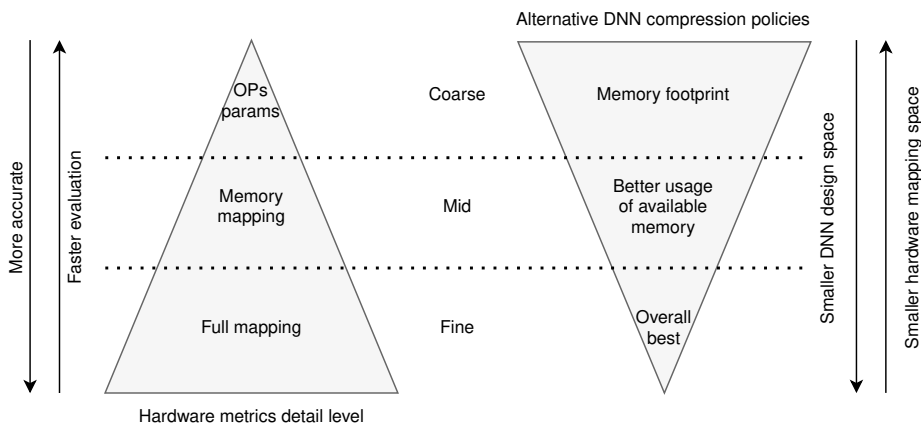 Alternative DNN compression policies
OPs
params
Coarse
Memory footprint
Memory
mapping
Mid
Better usage
of available
memory
Full mapping
Fine
Overall
best
Hardware metrics detail level
More accurate
Faster evaluation
Smaller DNN design space
Smaller hardware mapping space